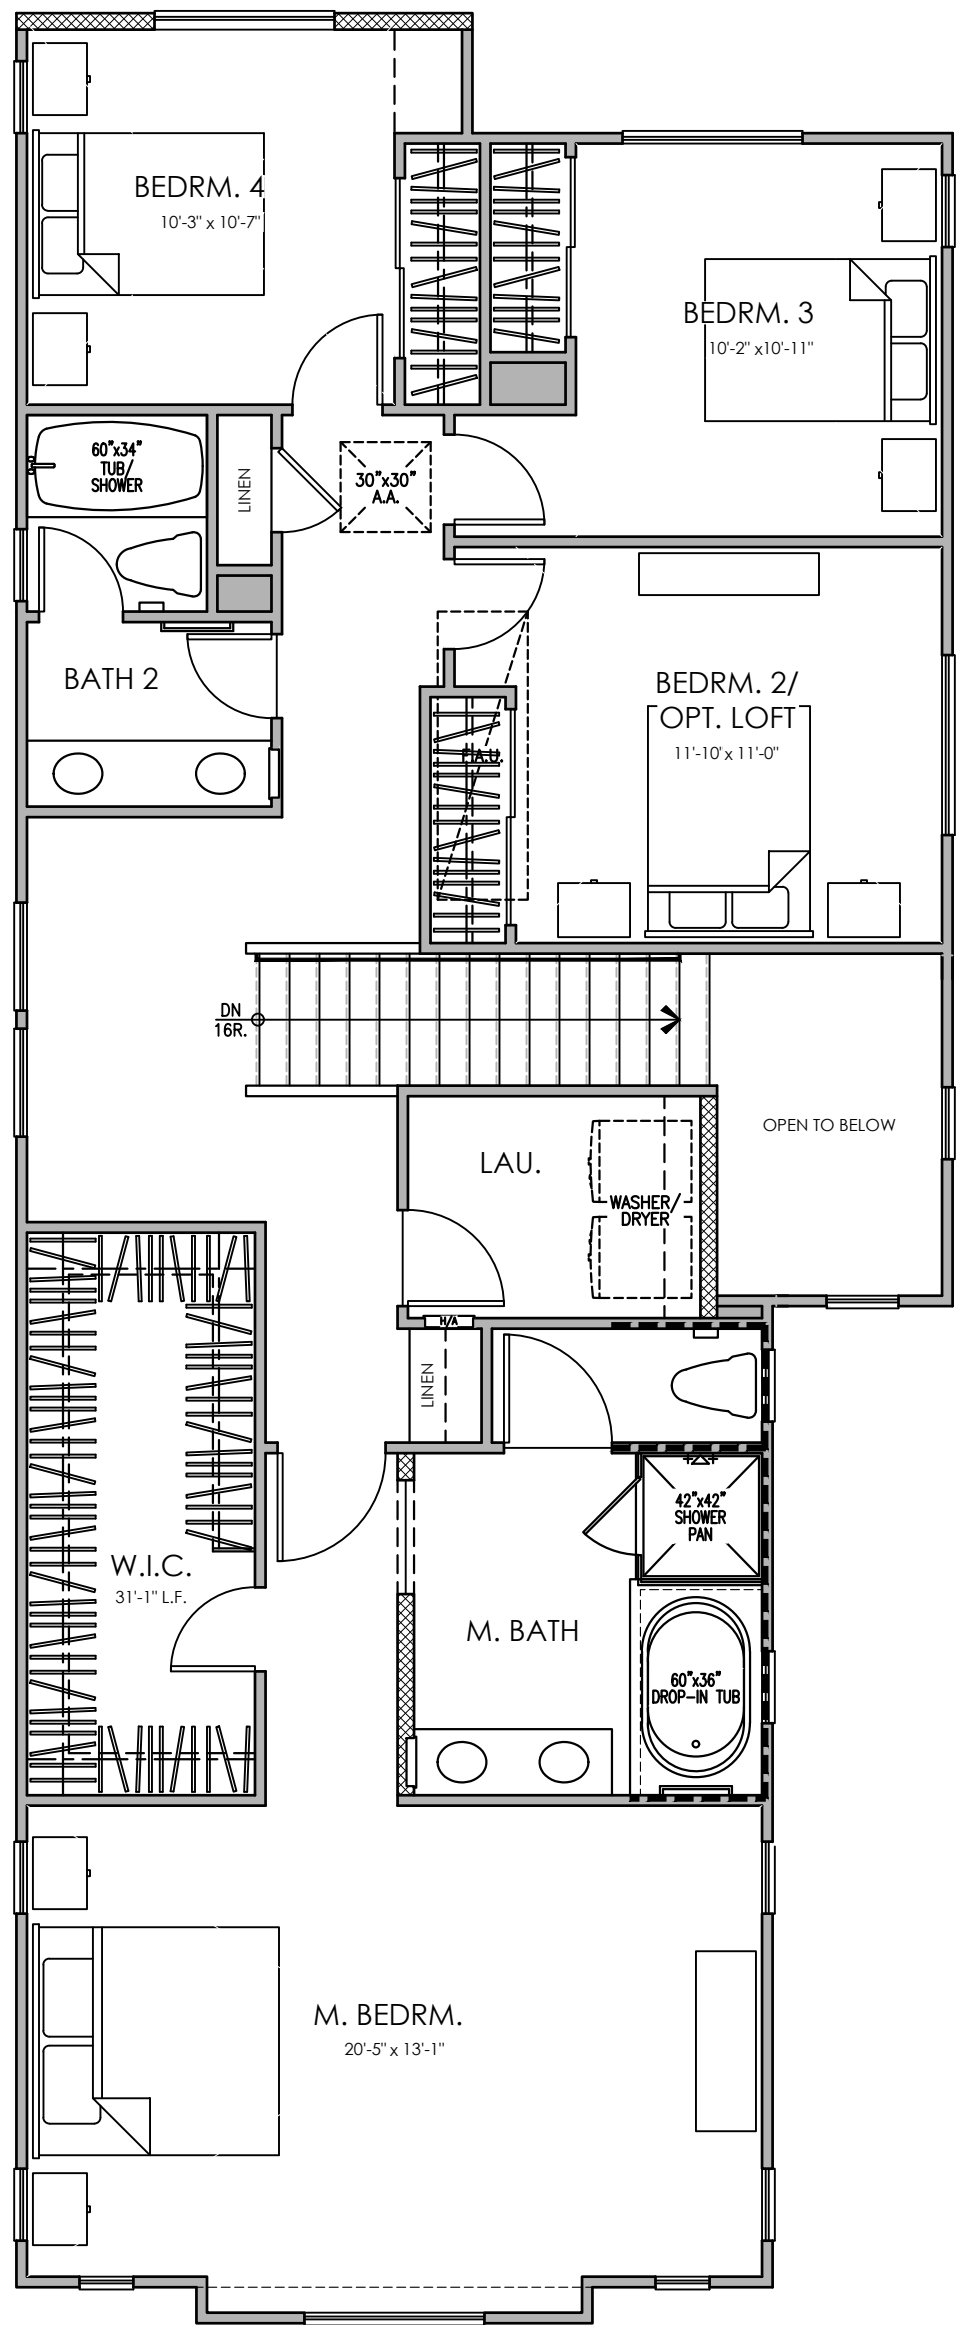 BEDRM. 4
10'-3" x 10'-7"
BEDRM. 3
10'-2" x10'-11"
60"x34"
TUB/
SHOWER
LINEN
30"x30"
A.A.
BATH 2
BEDRM. 2/
OPT. LOFT
11'-10'x 11'-0"
F.A.U.
DN
16R.
OPEN TO BELOW
LAU.
WASHER/
DRYER
H/A
LINEN
42"x42"
SHOWER
PAN
W.I.C.
31'-1" L.F.
M. BATH
60"x36"
DROP-IN TUB
M. BEDRM.
20'-5" x 13'-1"